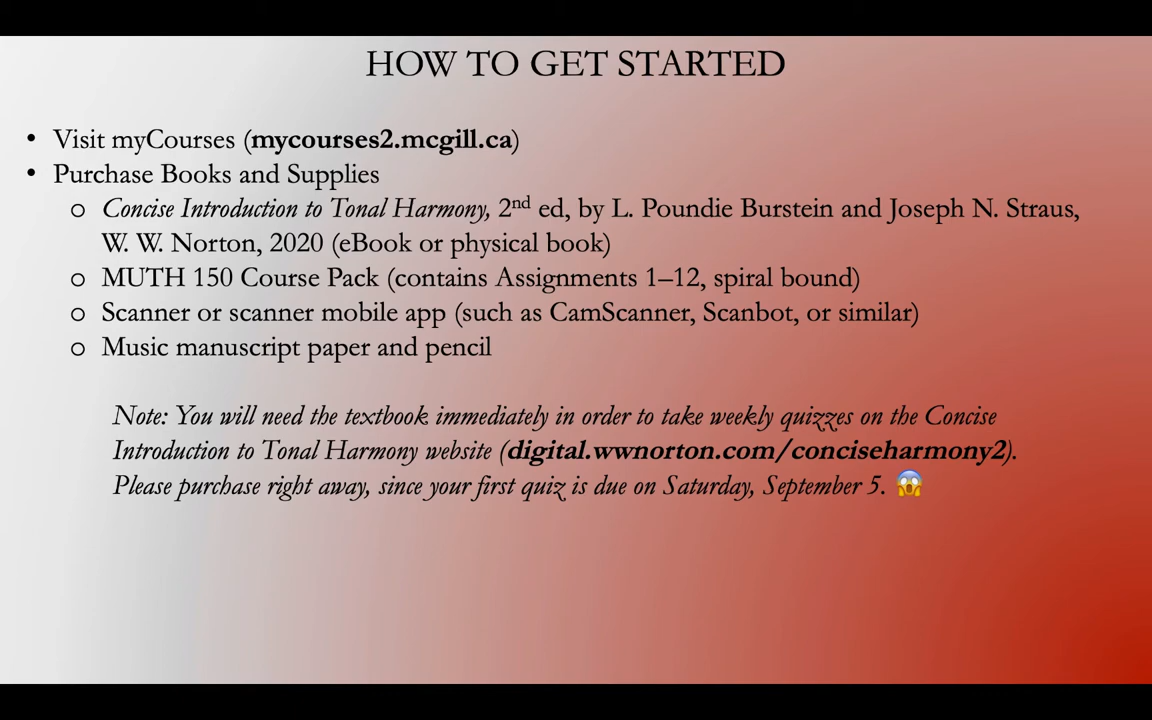 HOW TO GET STARTED
• Visit myCourses (mycourses2.mcgill.ca)
• Purchase Books and Supplies
o Concise Introduction to Tonal Harmony, 2nd ed, by L. Poundie Burstein and Joseph N. Straus,
W. W. Norton, 2020 (eBook or physical book)
o MUTH 150 Course Pack (contains Assignments 1–12, spiral bound)
o Scanner or scanner mobile app (such as CamScanner, Scanbot, or similar)
o Music manuscript paper and pencil
Note: You will need the textbook immediately in order to take weekly quizzes on the Concise
Introduction to Tonal Harmony website (digital.wwnorton.com/conciseharmony2).
Please purchase right away, since your first quiz is due on Saturday, September 5. 😱